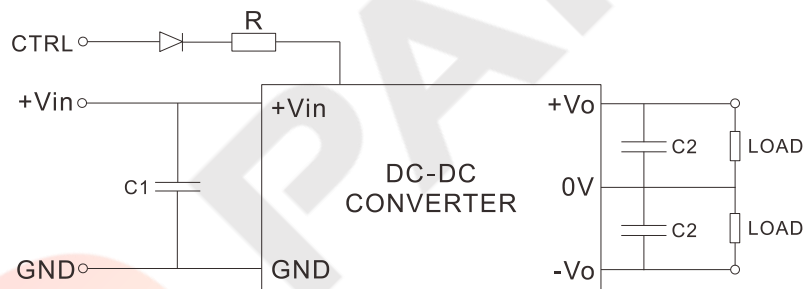 R
CTRL
+Vin
+Vin
+Vo
C1
DC-DC
CONVERTER
C2
LOAD
0V
C2
LOAD
GND
GND
-Vo